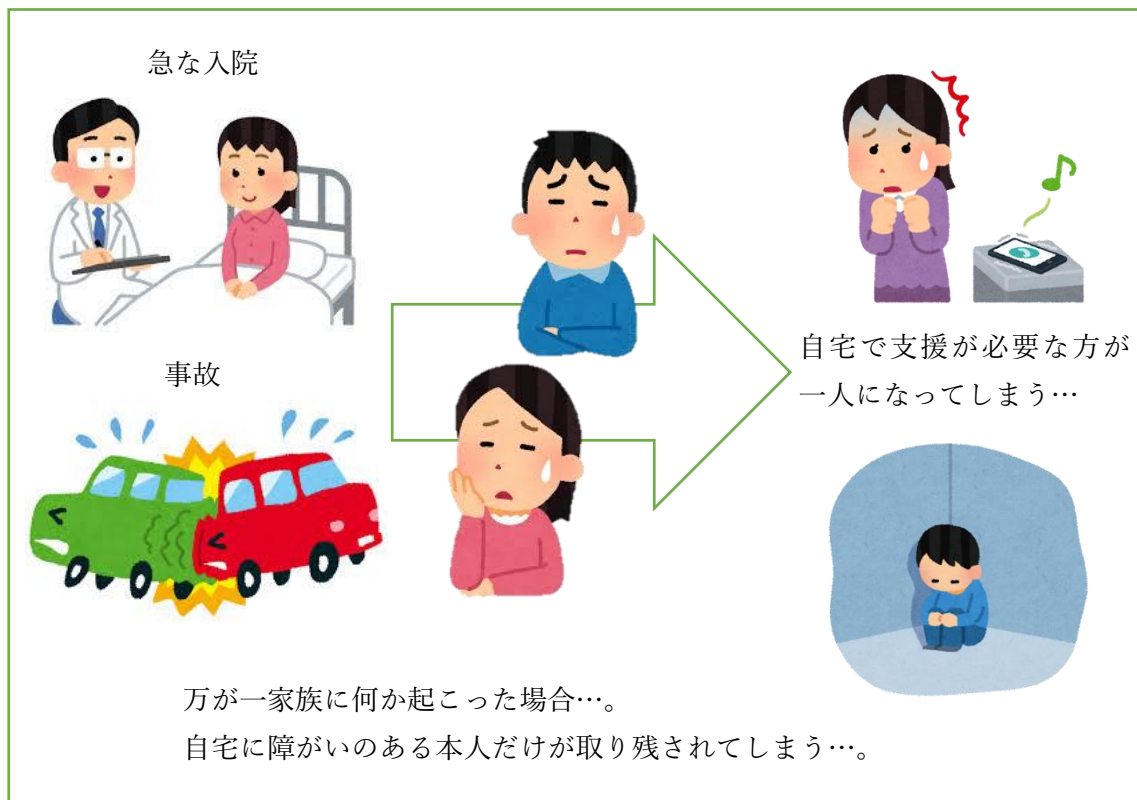 急な入院
事故
自宅で支援が必要な方が
一人になってしまう…
万が一家族に何か起こった場合…。
自宅に障がいのある本人だけが取り残されてしまう…。